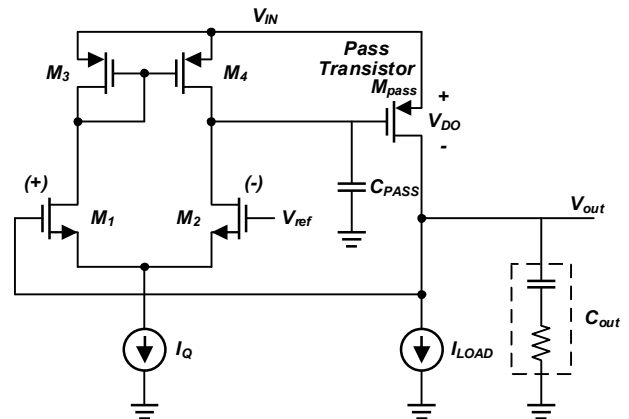 V_IN
Pass
Transistor
M_pass
M_3
M_4
+
V_DO
-
(+)
(-)
C_PASS
M_1
M_2
V_ref
V_out
C_out
I_Q
I_LOAD